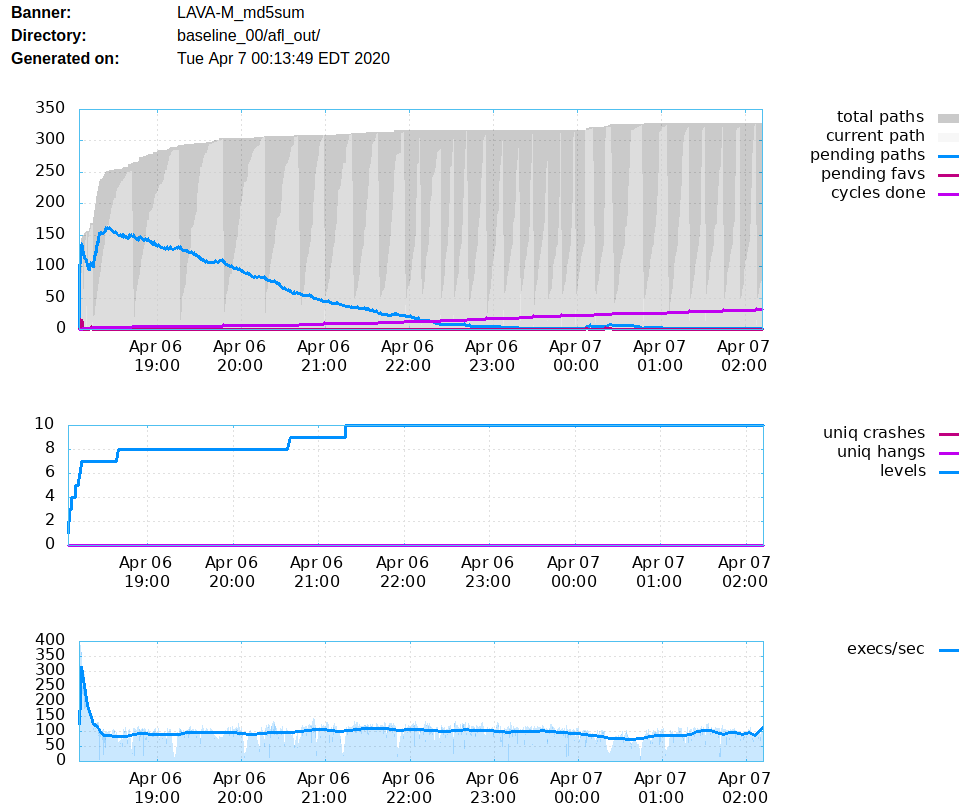 Banner: LAVA-M_md5sum
Directory: baseline_00/afl_out/
Generated on: Tue Apr 7 00:13:49 EDT 2020
350
300
250
200
150
100
50
0
Apr 06 Apr 06 Apr 06 Apr 06 Apr 06 Apr 07 Apr 07 Apr 07
19:00 20:00 21:00 22:00 23:00 00:00 01:00 02:00
total paths
current path
pending paths
pending favs
cycles done
10
8
6
4
2
0
Apr 06 Apr 06 Apr 06 Apr 06 Apr 06 Apr 07 Apr 07 Apr 07
19:00 20:00 21:00 22:00 23:00 00:00 01:00 02:00
uniq crashes
uniq hangs
levels
400
350
300
250
200
150
100
50
0
Apr 06 Apr 06 Apr 06 Apr 06 Apr 06 Apr 07 Apr 07 Apr 07
19:00 20:00 21:00 22:00 23:00 00:00 01:00 02:00
execs/sec